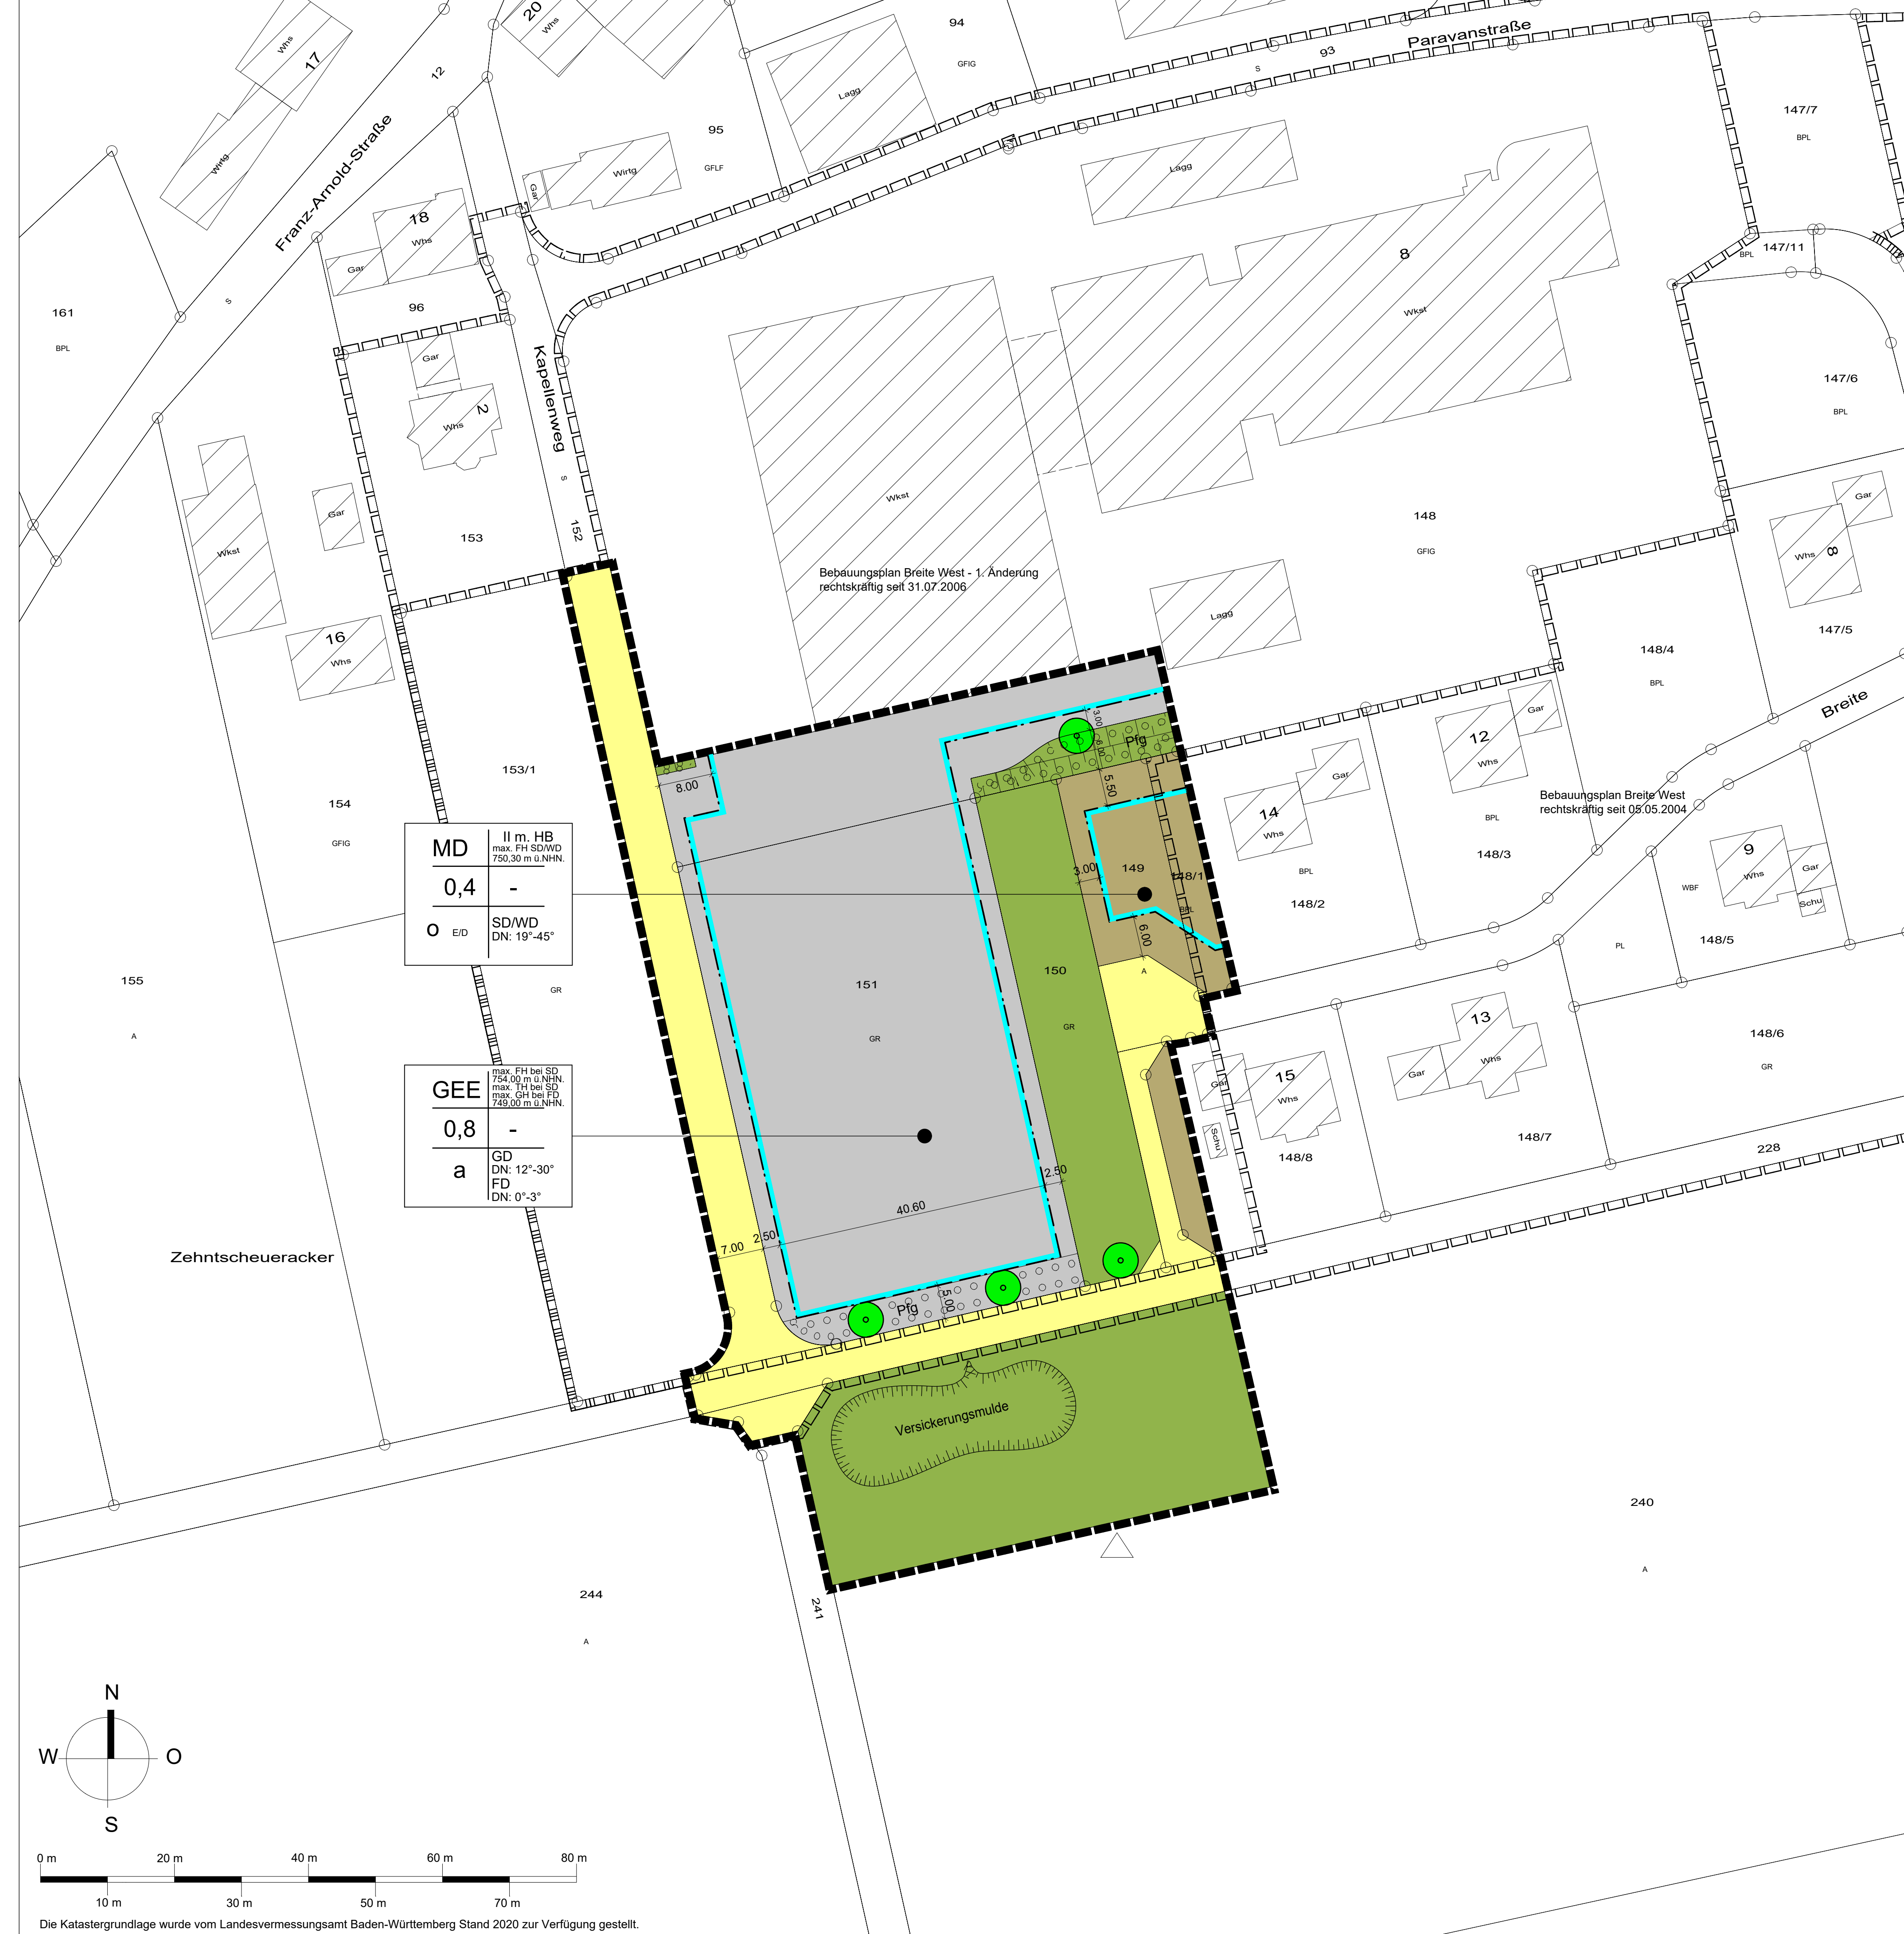 Whs
17
20
Whs
12
94
GFIG
Lagg
93
S
Paravanstraße
147/7
BPL
95
GFLF
Wirtg
Gar
Wirtg
Franz-Arnold-Straße
Lagg
18
Whs
Gar
96
147/11
BPL
8
Wkst
161
BPL
S
Gar
2
Whs
Kapellenweg
S
152
147/6
BPL
Wkst
Gar
Wkst
153
148
GFIG
Gar
Whs
8
Bebauungsplan Breite West - 1. Änderung
rechtskräftig seit 31.07.2006
Lagg
16
Whs
147/5
148/4
BPL
Breite
153/1
8.00
3.00
6.00
Pfg
5.50
Gar
12
Whs
Gar
14
Whs
Bebauungsplan Breite West
rechtskräftig seit 05.05.2004
154
GFIG
BPL
148/3
9
Whs
Gar
Schu
WBF
MD
II m. HB
max. FH SD/WD
750,30 m ü.NHN.
0,4
-
o E/D
SD/WD
DN: 19°-45°
3.00
149
148/1
BPL
BPL
148/2
6.00
A
PL
148/5
155
A
GR
151
GR
150
GR
13
Whs
Gar
148/6
GR
GEE
max. FH bei SD
754,00 m ü.NHN.
max. TH bei SD
max. GH bei FD
749,00 m ü.NHN.
0,8
-
a
GD
DN: 12°-30°
FD
DN: 0°-3°
Gar
15
Whs
Schu
148/8
148/7
228
2.50
40.60
2.50
7.00
Zehntscheueracker
Pfg
5.00
Versickerungsmulde
240
A
244
A
241
N
W
O
S
0 m
20 m
40 m
60 m
80 m
10 m
30 m
50 m
70 m
Die Katastergrundlage wurde vom Landesvermessungsamt Baden-Württemberg Stand 2020 zur Verfügung gestellt.